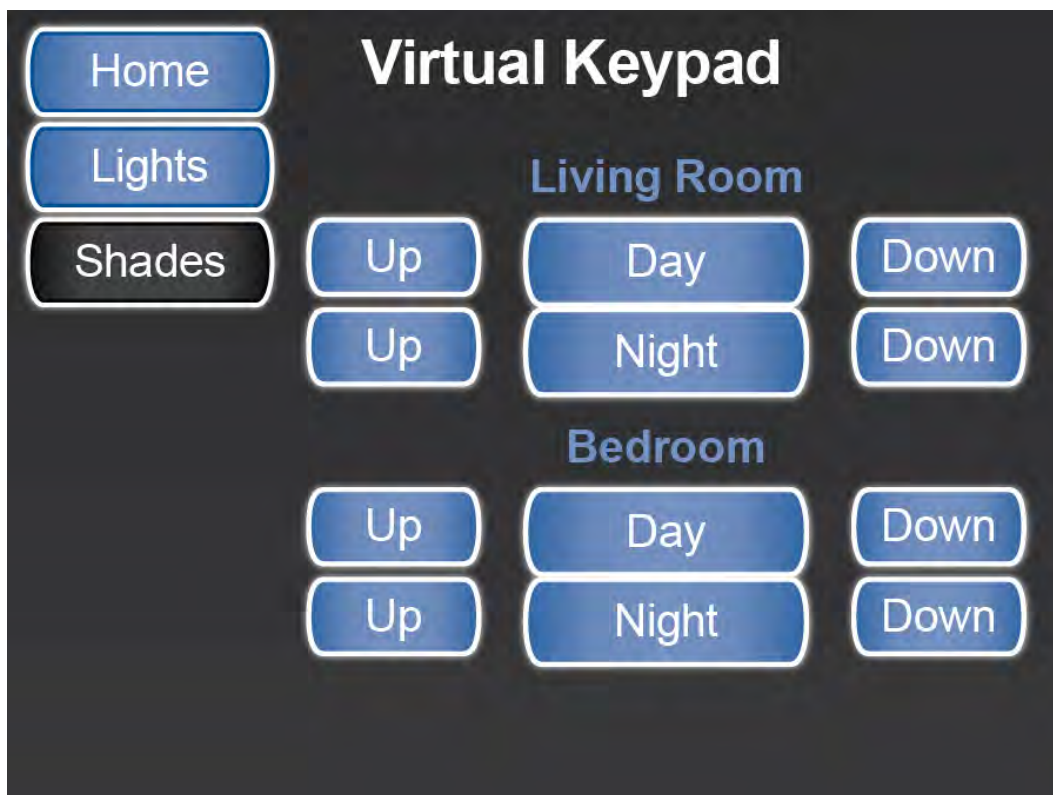 Home
Virtual Keypad
Lights
Living Room
Shades
Up Day Down
Up Night Down
Bedroom
Up Day Down
Up Night Down